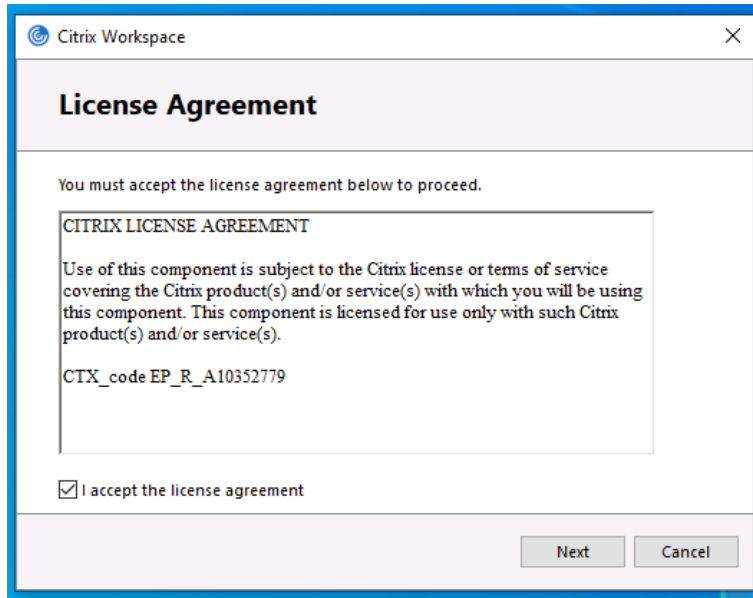 Citrix Workspace
License Agreement
You must accept the license agreement below to proceed.
CITRIX LICENSE AGREEMENT
Use of this component is subject to the Citrix license or terms of service
covering the Citrix product(s) and/or service(s) with which you will be using
this component. This component is licensed for use only with such Citrix
product(s) and/or service(s).
CTX_code EP_R_A10352779
I accept the license agreement
Next Cancel